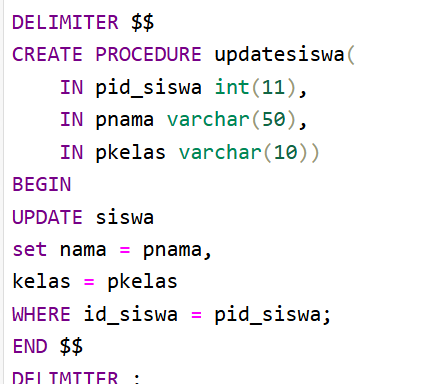 DELIMITER $$
CREATE PROCEDURE updatesiswa(
    IN pid_siswa int(11),
    IN pnama varchar(50),
    IN pkelas varchar(10))
BEGIN
UPDATE siswa
set nama = pnama,
kelas = pkelas
WHERE id_siswa = pid_siswa;
END $$
DELIMITER ;